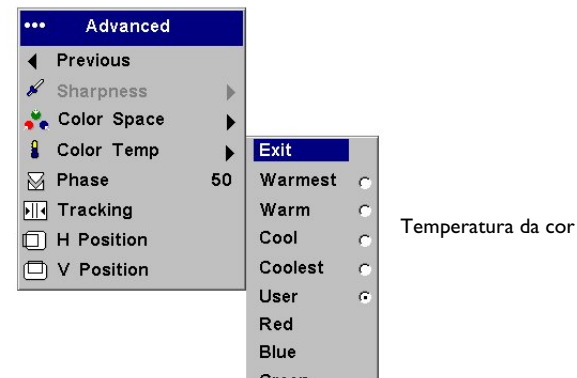 ••• Advanced
Previous
Sharpness
Color Space
Color Temp
Phase 50
Tracking
H Position
V Position
Exit
Warmest
Warm
Cool
Coolest
User
Red
Blue
Green
Temperatura da cor